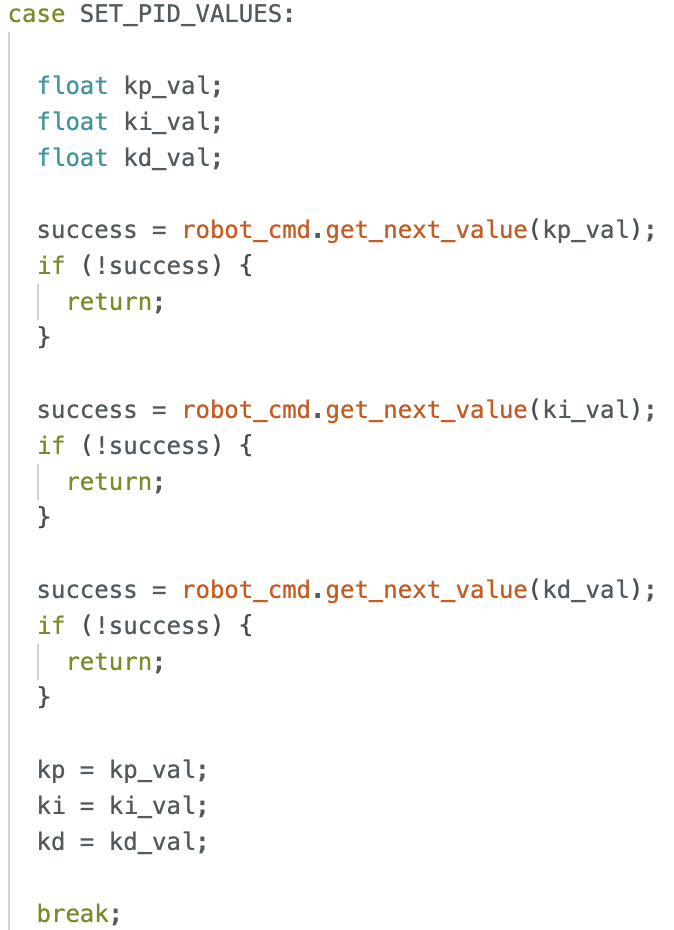 case SET_PID_VALUES:
float kp_val;
float ki_val;
float kd_val;
success = robot_cmd.get_next_value(kp_val);
if (!success) {
return;
}
success = robot_cmd.get_next_value(ki_val);
if (!success) {
return;
}
success = robot_cmd.get_next_value(kd_val);
if (!success) {
return;
}
kp = kp_val;
ki = ki_val;
kd = kd_val;
break;